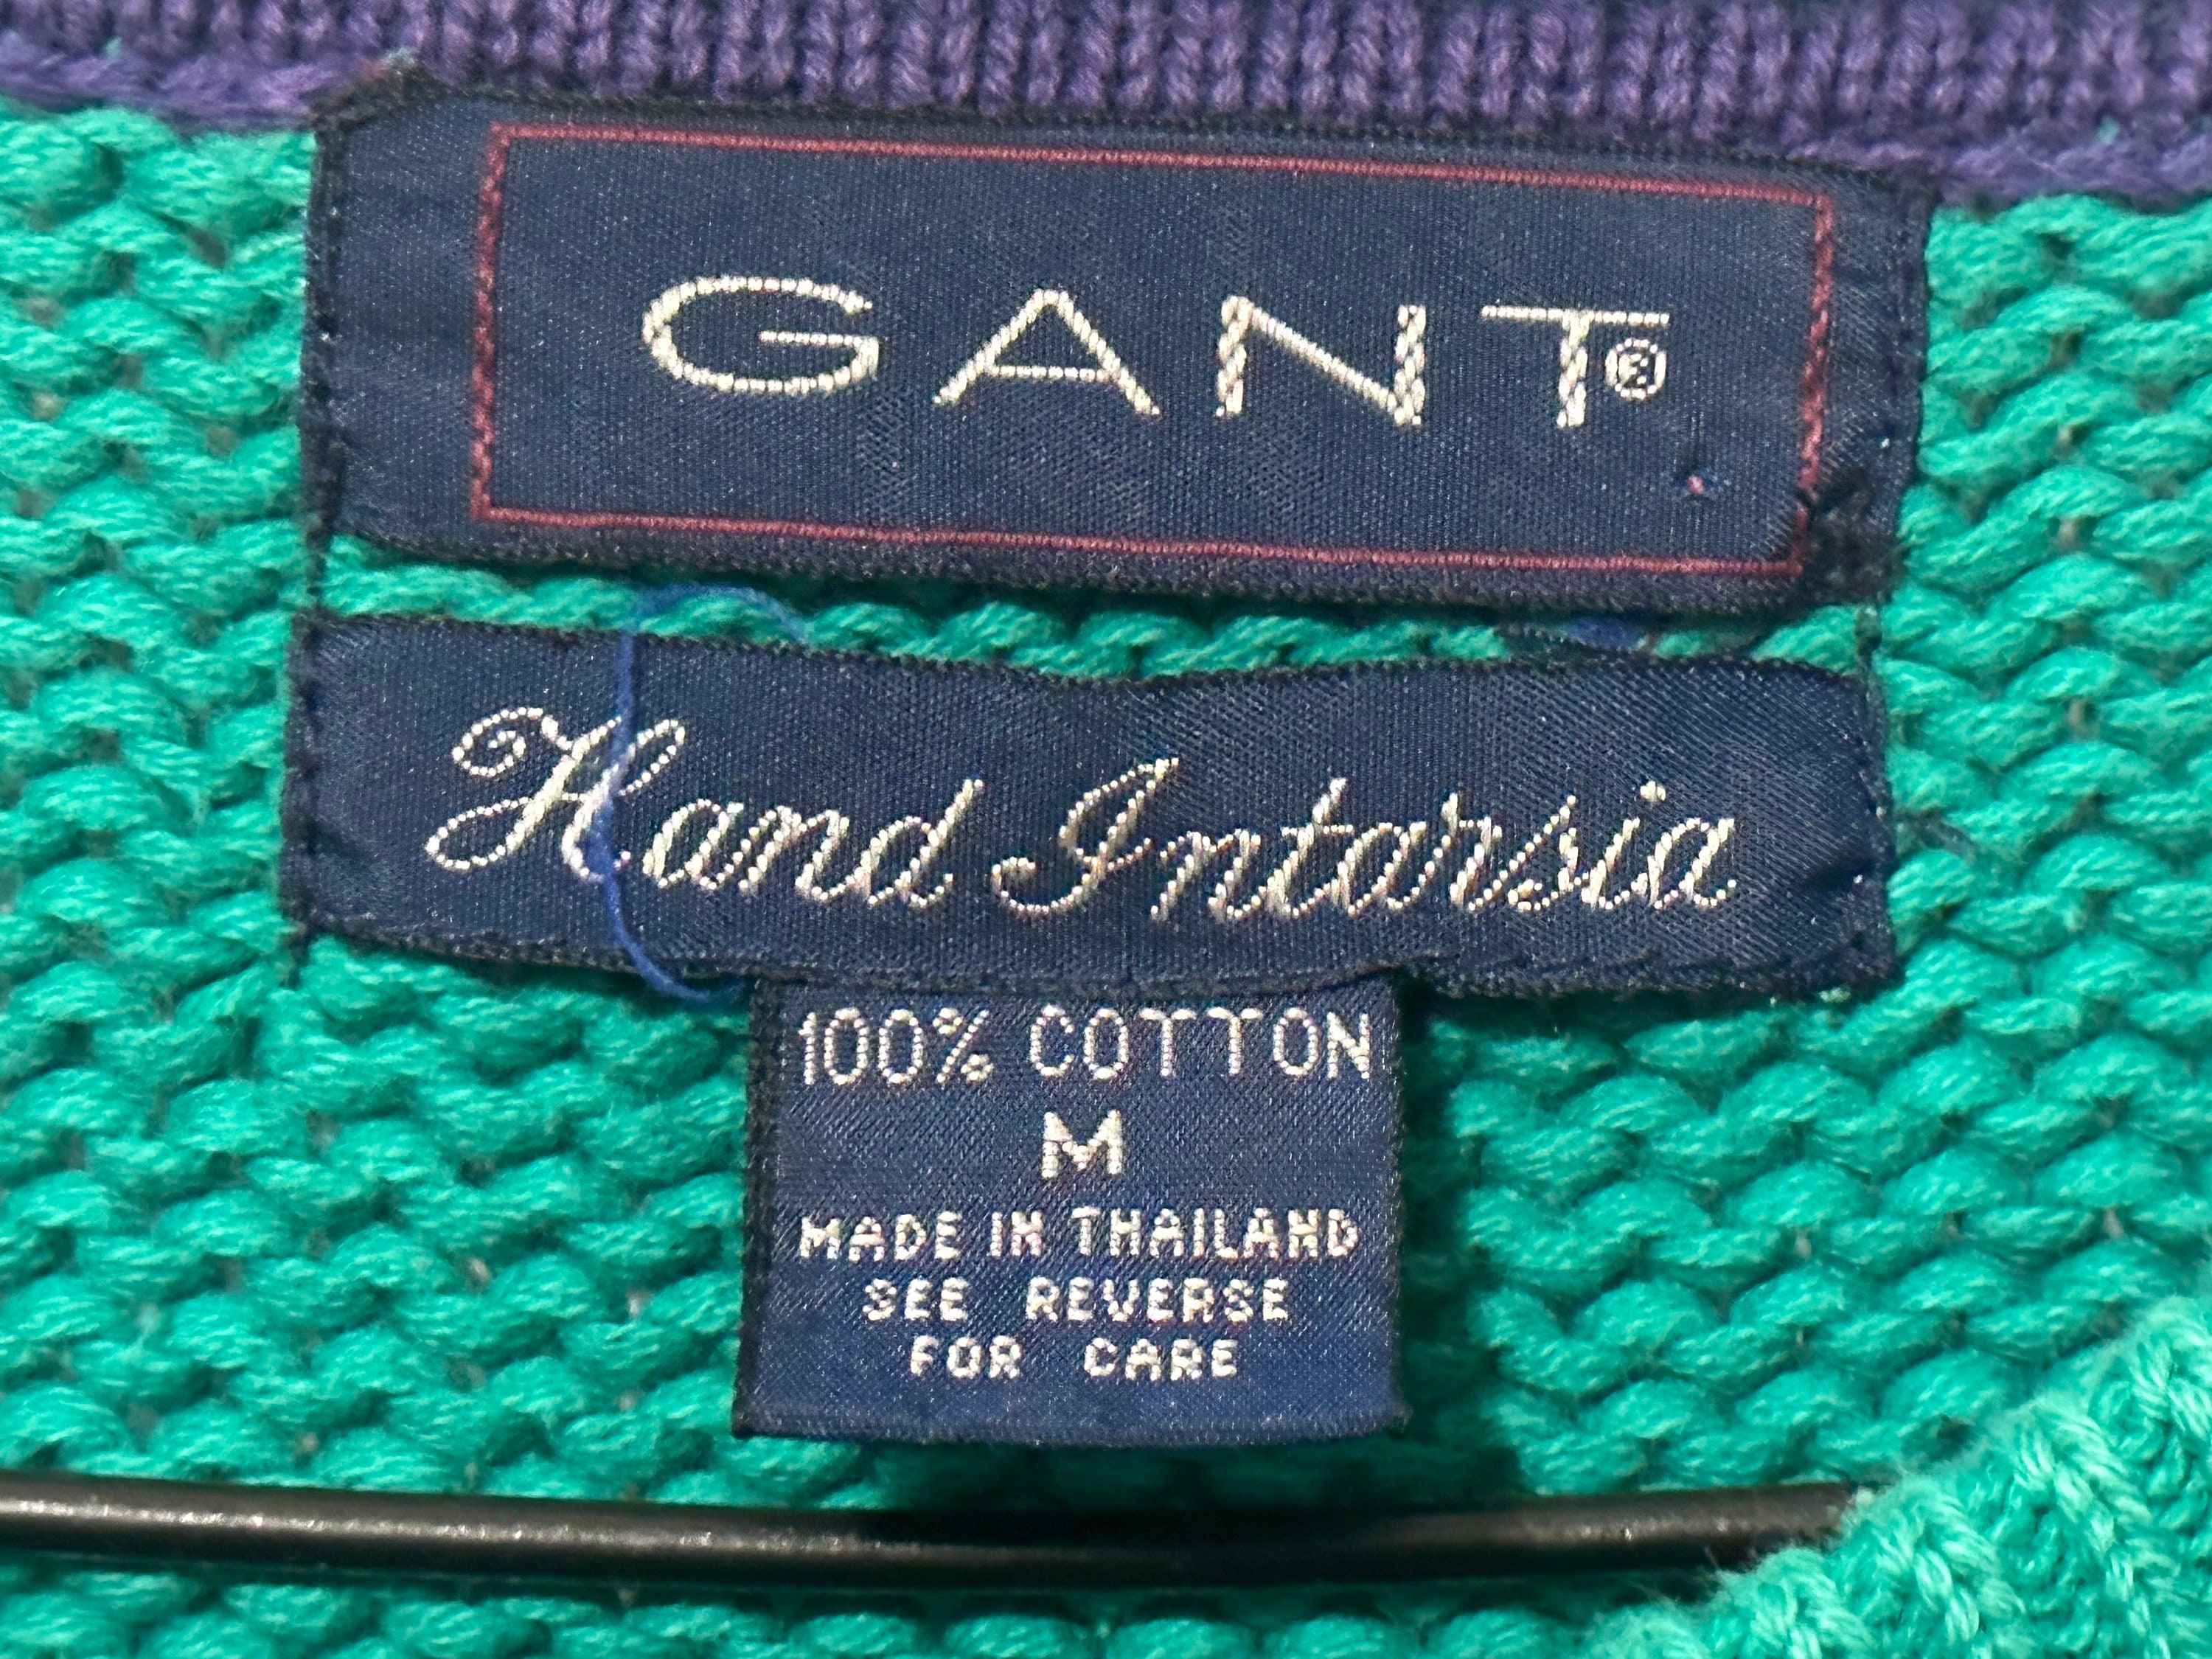 GANT®
Hand Intarsia
100% COTTON
M
MADE IN THAILAND
SEE REVERSE
FOR CARE